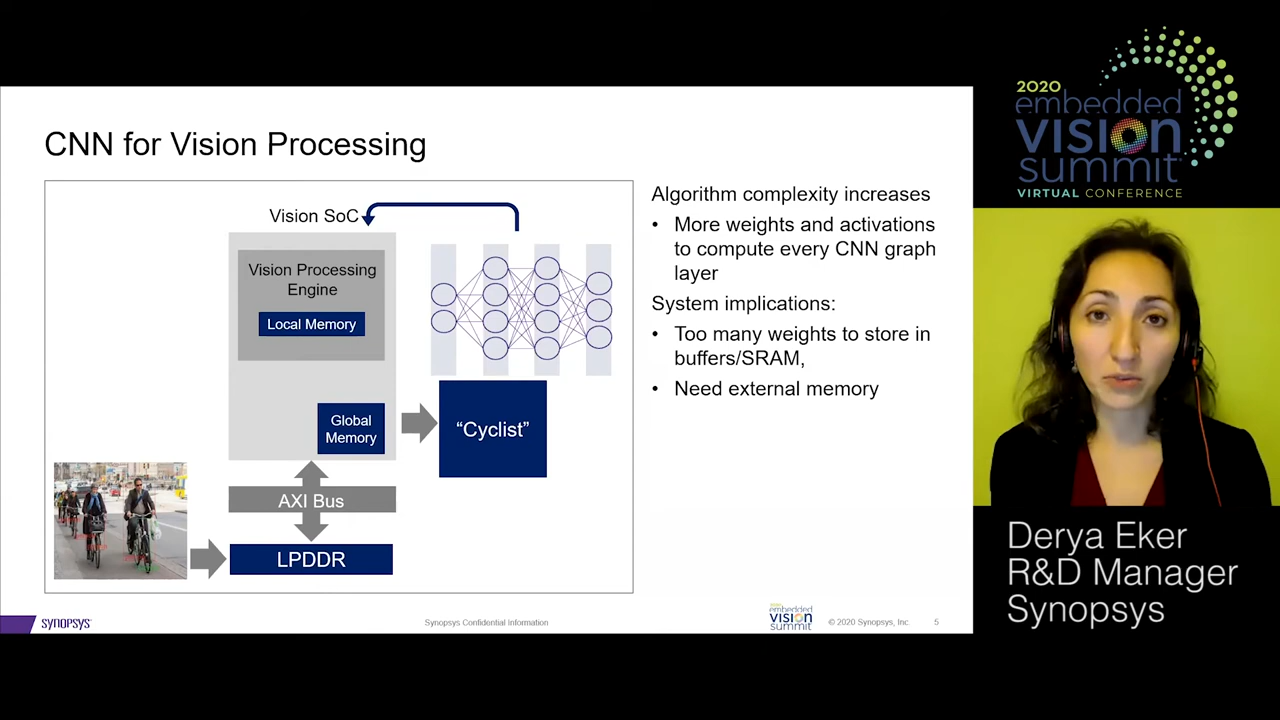 CNN for Vision Processing
Vision SoC
Vision Processing
Engine
Local Memory
Global
Memory
"Cyclist"
AXI Bus
LPDDR
Algorithm complexity increases
• More weights and activations
to compute every CNN graph
layer
System implications:
• Too many weights to store in
buffers/SRAM,
• Need external memory
SYNOPSYS
Synopsys Confidential Information
2020
embedded
VISION
summit
© 2020 Synopsys, Inc.
5
2020
embedded
VISION
summit
VIRTUAL CONFERENCE
Derya Eker
R&D Manager
Synopsys